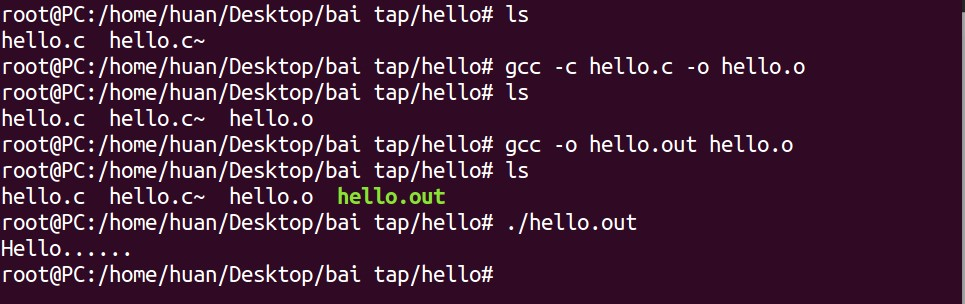 root@PC:/home/huan/Desktop/bai tap/hello# ls
hello.c  hello.c~
root@PC:/home/huan/Desktop/bai tap/hello# gcc -c hello.c -o hello.o
root@PC:/home/huan/Desktop/bai tap/hello# ls
hello.c  hello.c~  hello.o
root@PC:/home/huan/Desktop/bai tap/hello# gcc -o hello.out hello.o
root@PC:/home/huan/Desktop/bai tap/hello# ls
hello.c  hello.c~  hello.o  hello.out
root@PC:/home/huan/Desktop/bai tap/hello# ./hello.out
Hello......
root@PC:/home/huan/Desktop/bai tap/hello#